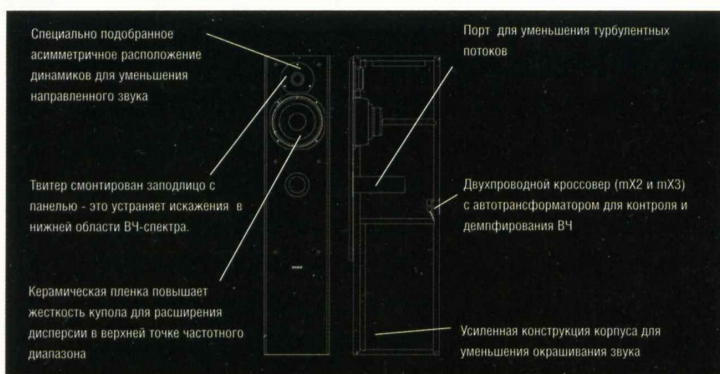 Специально подобранное
асимметричное расположение
динамиков для уменьшения
направленного звука
Твитер смонтирован заподлицо с
панелью - это устраняет искажения в
нижней области ВЧ-спектра.
Керамическая пленка повышает
жесткость купола для расширения
дисперсии в верхней точке частотного
диапазона
Порт для уменьшения турбулентных
потоков
Двухпроводной кроссовер (mX2 и mX3)
с автотрансформатором для контроля и
демпфирования ВЧ
Усиленная конструкция корпуса для
уменьшения окрашивания звука